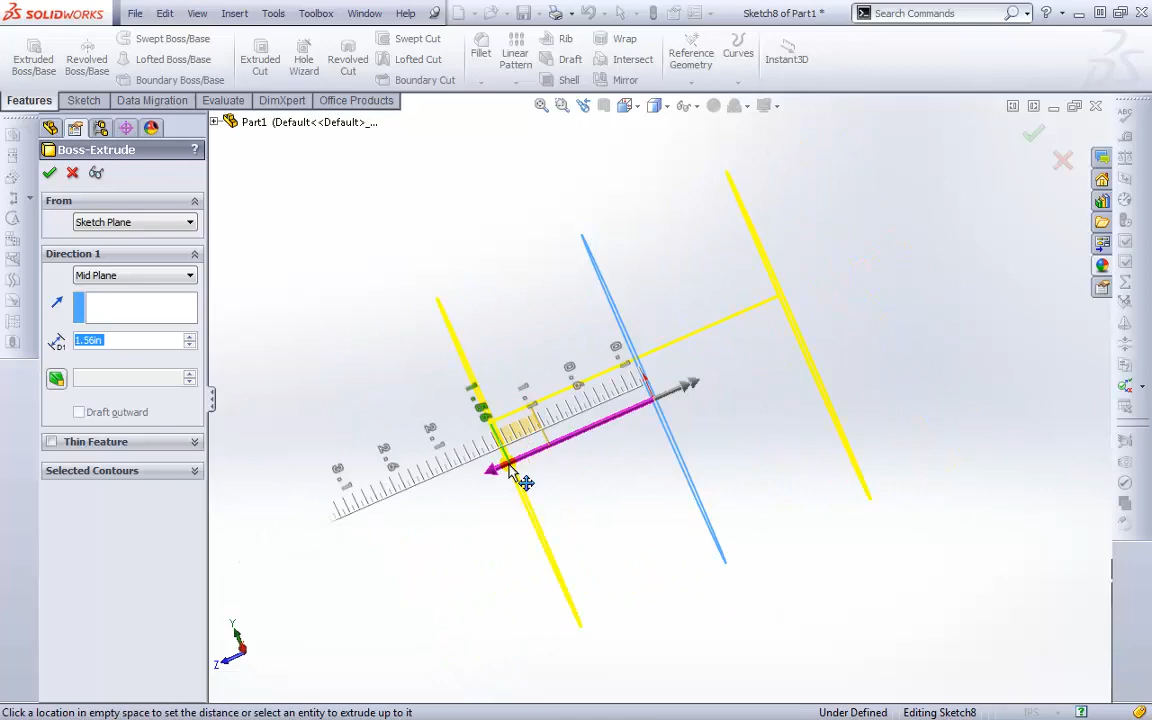 SOLIDWORKS File Edit View Insert Tools Toolbox Window Help Sketch8 of Part1 * Search Commands
Extruded Boss/Base Revolved Boss/Base Swept Boss/Base Lofted Boss/Base Boundary Boss/Base Extruded Cut Hole Wizard Revolved Cut Swept Cut Lofted Cut Boundary Cut Fillet Linear Pattern Rib Draft Shell Wrap Intersect Mirror Reference Geometry Curves Instant3D
Features Sketch Data Migration Evaluate DimXpert Office Products
Part1 (Default<<Default>_...
Boss-Extrude ?
From
Sketch Plane
Direction 1
Mid Plane
D1 1.56in
Draft outward
Thin Feature
Selected Contours
Y
Z
Click a location in empty space to set the distance or select an entity to extrude up to it Under Defined Editing Sketch8 IPS